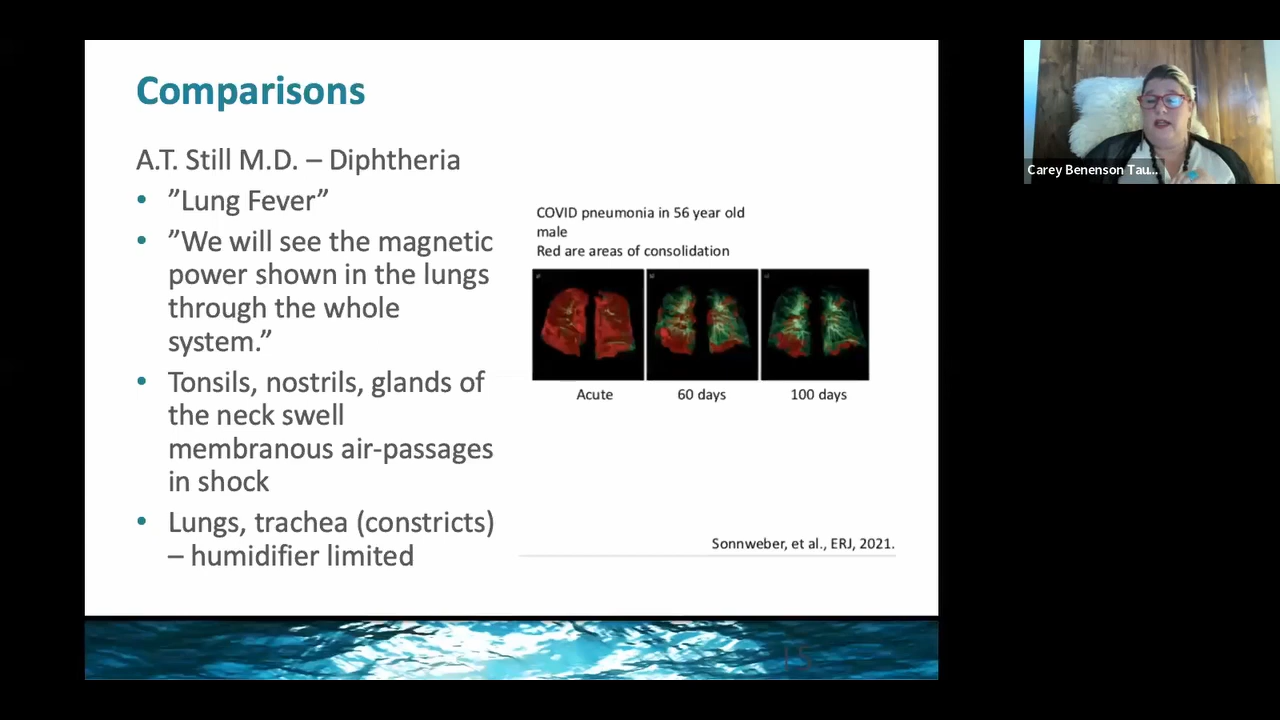 Comparisons
A.T. Still M.D. – Diphtheria
• ”Lung Fever”
• ”We will see the magnetic
power shown in the lungs
through the whole
system.”
• Tonsils, nostrils, glands of
the neck swell
membranous air-passages
in shock
• Lungs, trachea (constricts)
– humidifier limited
COVID pneumonia in 56 year old
male
Red are areas of consolidation
Acute
60 days
100 days
Sonnweber, et al., ERJ, 2021.
15
Carey Benenson Tau...